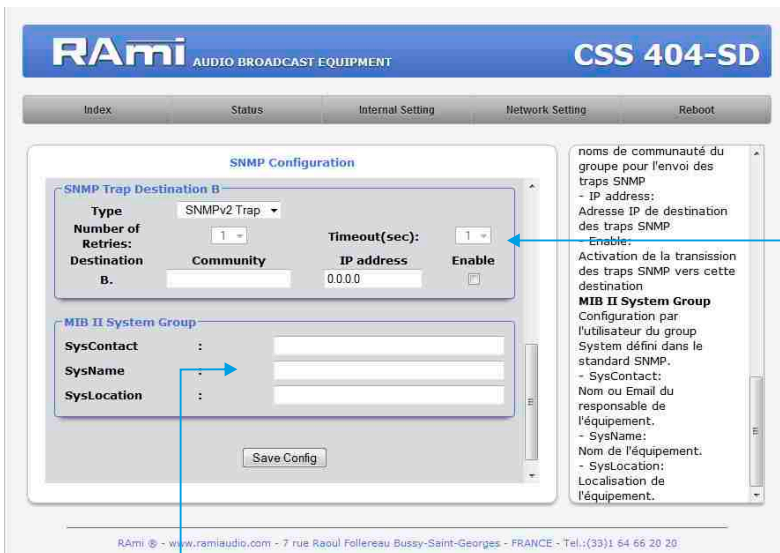 RAmi AUDIO BROADCAST EQUIPMENT CSS 404-SD
Index Status Internal Setting Network Setting Reboot
SNMP Configuration
SNMP Trap Destination B
Type SNMPv2 Trap
Number of Retries: 1 Timeout(sec): 1
Destination Community IP address Enable
B. 0.0.0.0
MIB II System Group
SysContact :
SysName :
SysLocation :
Save Config
noms de communauté du
groupe pour l'envoi des
traps SNMP
- IP address:
Adresse IP de destination
des traps SNMP
- Enable:
Activation de la transission
des traps SNMP vers cette
destination
MIB II System Group
Configuration par
l'utilisateur du group
System défini dans le
standard SNMP.
- SysContact:
Nom ou Email du
responsable de
l'équipement.
- SysName:
Nom de l'équipement.
- SysLocation:
Localisation de
l'équipement.
RAmi ® - www.ramiaudio.com - 7 rue Raoul Follereau Bussy-Saint-Georges - FRANCE - Tel.:(33)1 64 66 20 20